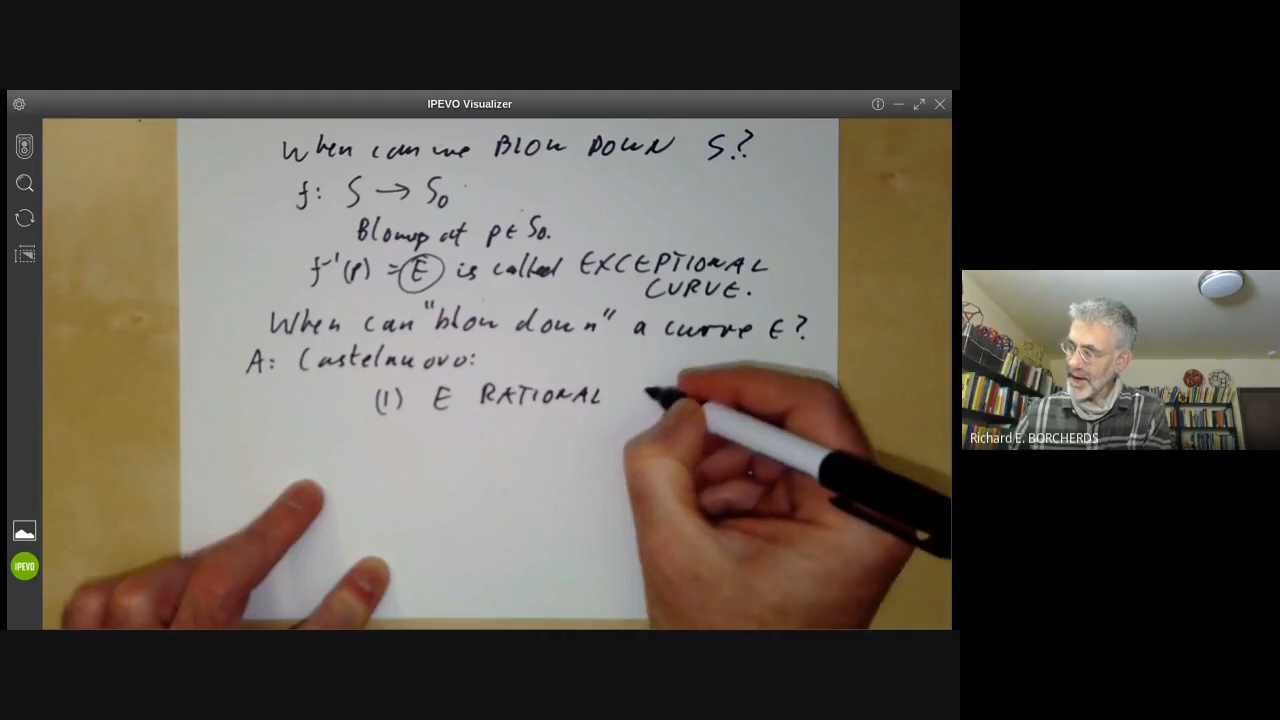 IPEVO Visualizer
When can we BLOW DOWN S.?
f: S → S₀
Blowup at p ∈ S₀.
f⁻¹(p) = E is called EXCEPTIONAL
CURVE.
When can "blow down" a curve E?
A: Castelnuovo:
(1) E RATIONAL
IPEVO
Richard E. BORCHERDS